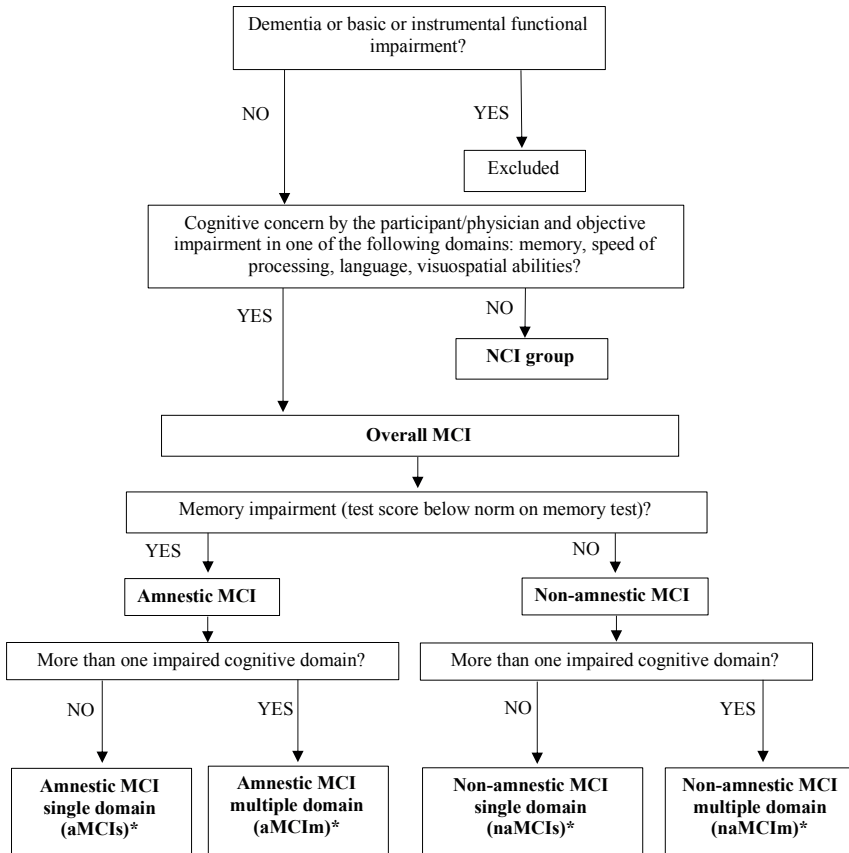 Dementia or basic or instrumental functional
impairment?
NO
YES
Excluded
Cognitive concern by the participant/physician and objective
impairment in one of the following domains: memory, speed of
processing, language, visuospatial abilities?
YES
NO
NCI group
Overall MCI
Memory impairment (test score below norm on memory test)?
YES
NO
Amnestic MCI
Non-amnestic MCI
More than one impaired cognitive domain?
More than one impaired cognitive domain?
NO
YES
NO
YES
Amnestic MCI
single domain
(aMCIs)*
Amnestic MCI
multiple domain
(aMCIm)*
Non-amnestic MCI
single domain
(naMCIs)*
Non-amnestic MCI
multiple domain
(naMCIm)*